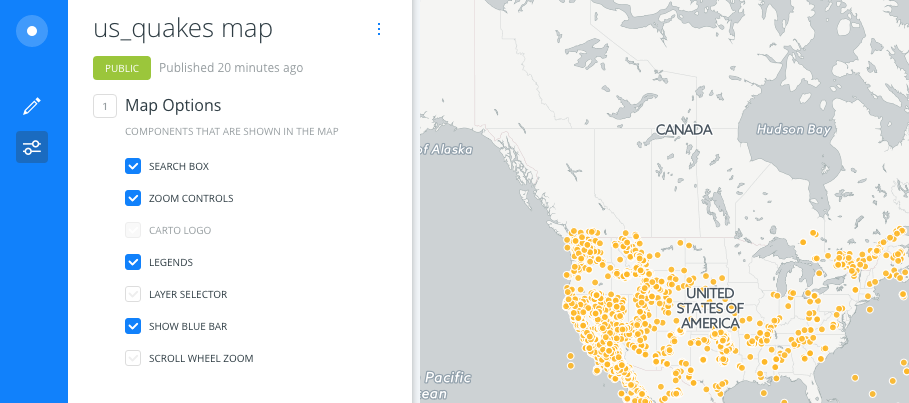 us_quakes map
PUBLIC Published 20 minutes ago
1 Map Options
COMPONENTS THAT ARE SHOWN IN THE MAP
SEARCH BOX
ZOOM CONTROLS
CARTO LOGO
LEGENDS
LAYER SELECTOR
SHOW BLUE BAR
SCROLL WHEEL ZOOM
CANADA
Hudson Bay
of Alaska
UNITED
STATES OF
AMERICA
Pacific
ean